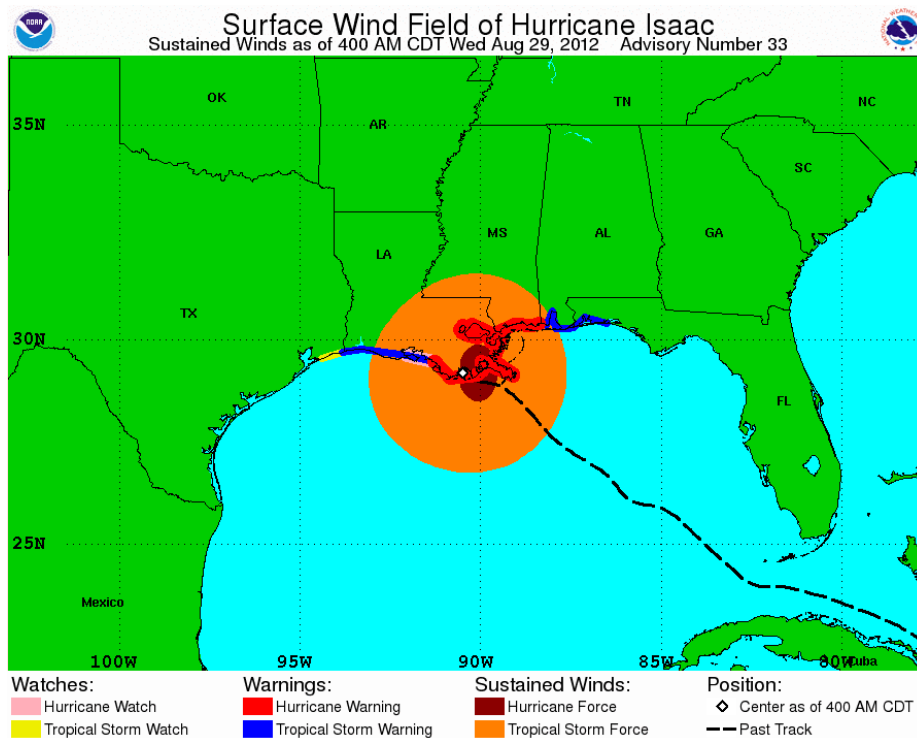 NOAA
NATIONAL WEATHER
Surface Wind Field of Hurricane Isaac
Sustained Winds as of 400 AM CDT Wed Aug 29, 2012 Advisory Number 33
OK
TN
NC
35N
AR
SC
MS
AL
GA
LA
TX
30N
FL
25N
Mexico
100W 95W 90W 85W 80W Cuba
Watches: Warnings: Sustained Winds: Position:
Hurricane Watch Hurricane Warning Hurricane Force Center as of 400 AM CDT
Tropical Storm Watch Tropical Storm Warning Tropical Storm Force Past Track